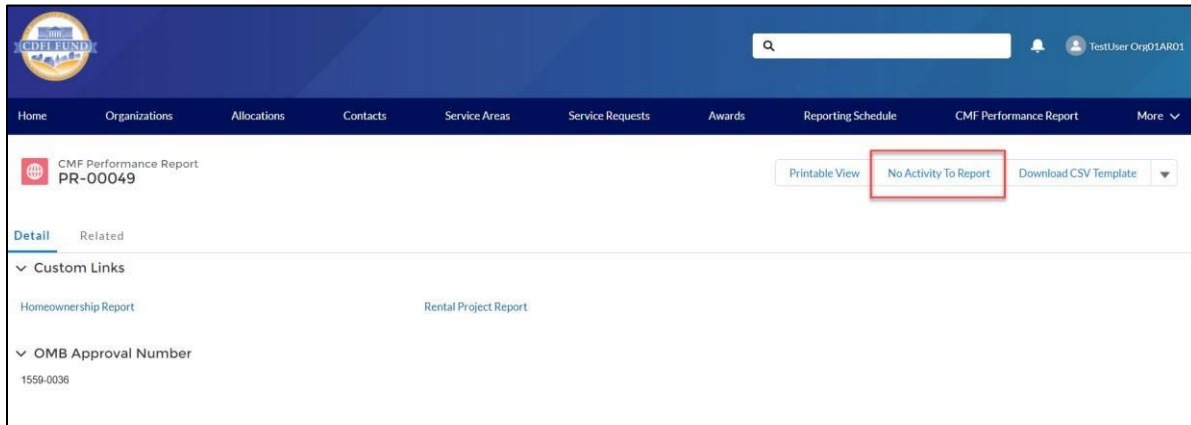 CDFI FUND
TestUser Org01AR01
Home Organizations Allocations Contacts Service Areas Service Requests Awards Reporting Schedule CMF Performance Report More
CMF Performance Report
PR-00049
Printable View No Activity To Report Download CSV Template
Detail Related
Custom Links
Homeownership Report Rental Project Report
OMB Approval Number
1559-0036